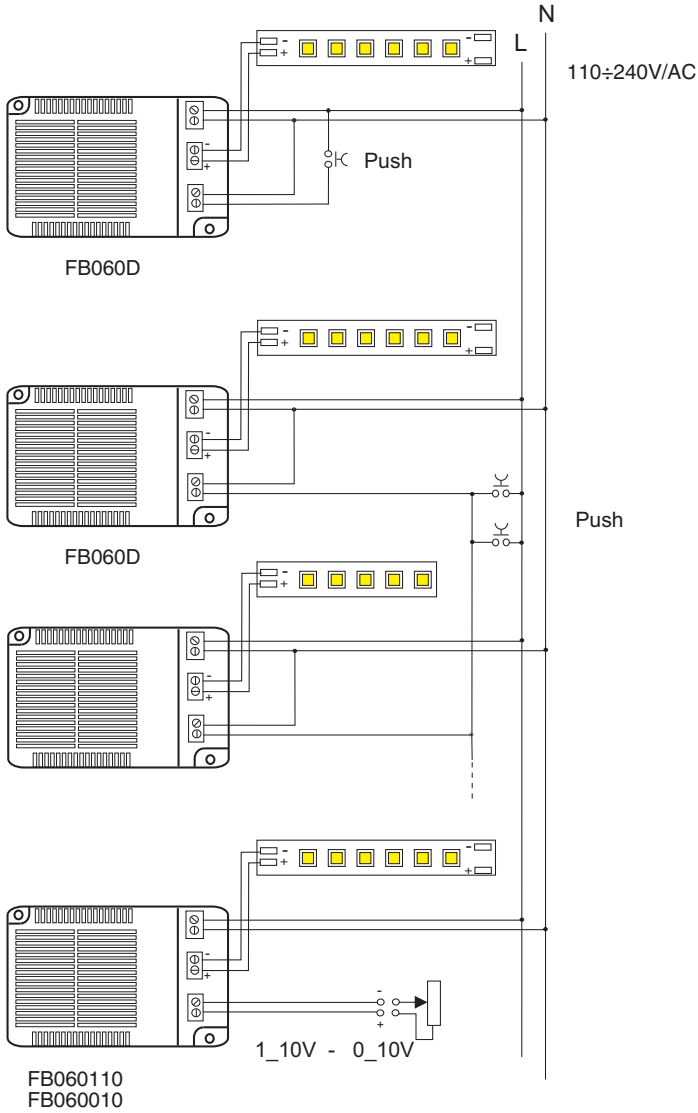 N
L
110÷240V/AC
- -
+ +
Push
-
+
FB060D
- -
+ +
-
+
Push
FB060D
-
+
-
+
- -
+ +
-
+
-
+
1_10V - 0_10V
FB060110
FB060010